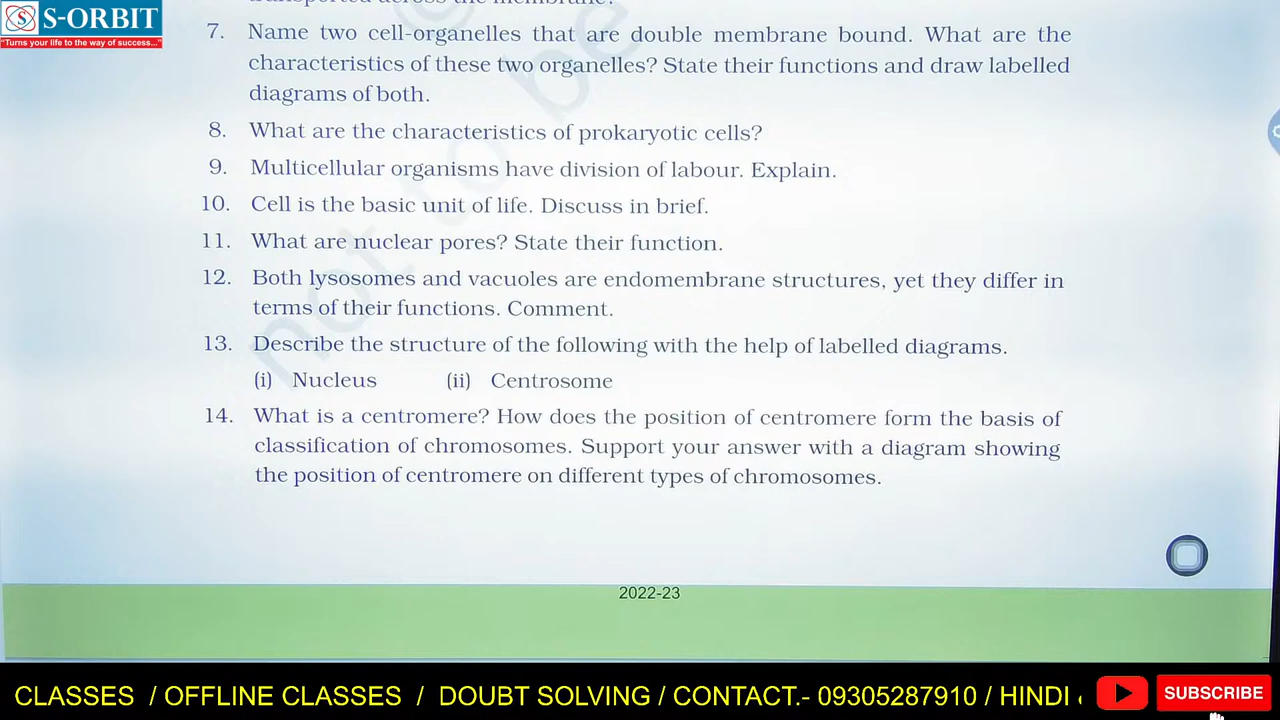 S-ORBIT
"Turns your life to the way of success..."
transported across the membrane.
7. Name two cell-organelles that are double membrane bound. What are the
characteristics of these two organelles? State their functions and draw labelled
diagrams of both.
8. What are the characteristics of prokaryotic cells?
9. Multicellular organisms have division of labour. Explain.
10. Cell is the basic unit of life. Discuss in brief.
11. What are nuclear pores? State their function.
12. Both lysosomes and vacuoles are endomembrane structures, yet they differ in
terms of their functions. Comment.
13. Describe the structure of the following with the help of labelled diagrams.
(i) Nucleus (ii) Centrosome
14. What is a centromere? How does the position of centromere form the basis of
classification of chromosomes. Support your answer with a diagram showing
the position of centromere on different types of chromosomes.
not to be
2022-23
CLASSES / OFFLINE CLASSES / DOUBT SOLVING / CONTACT.- 09305287910 / HINDI
SUBSCRIBE